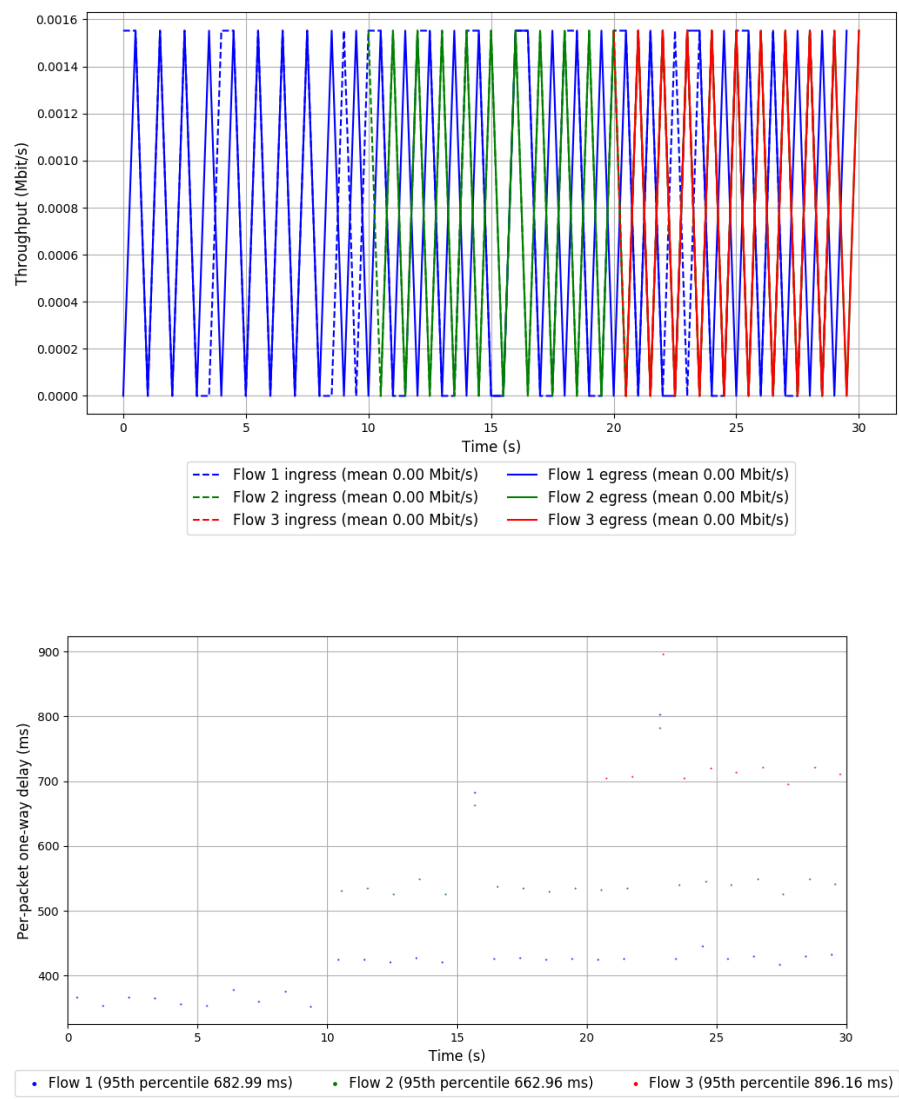 0.0016
0.0014
0.0012
0.0010
0.0008
0.0006
0.0004
0.0002
0.0000
Throughput (Mbit/s)
0 5 10 15 20 25 30
Time (s)
Flow 1 ingress (mean 0.00 Mbit/s) Flow 1 egress (mean 0.00 Mbit/s)
Flow 2 ingress (mean 0.00 Mbit/s) Flow 2 egress (mean 0.00 Mbit/s)
Flow 3 ingress (mean 0.00 Mbit/s) Flow 3 egress (mean 0.00 Mbit/s)
900
800
700
600
500
400
Per-packet one-way delay (ms)
0 5 10 15 20 25 30
Time (s)
Flow 1 (95th percentile 682.99 ms) Flow 2 (95th percentile 662.96 ms) Flow 3 (95th percentile 896.16 ms)